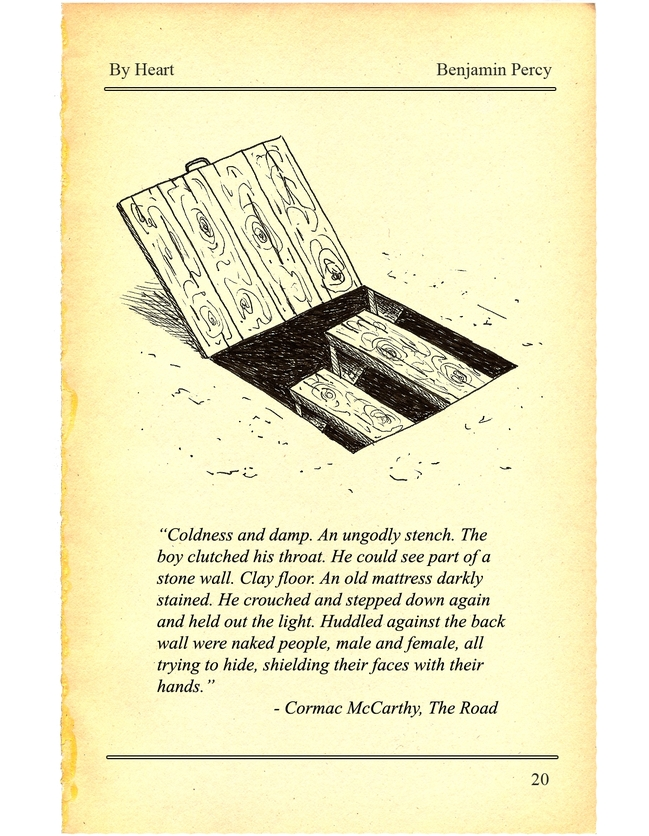 By Heart
Benjamin Percy
“Coldness and damp. An ungodly stench. The
boy clutched his throat. He could see part of a
stone wall. Clay floor. An old mattress darkly
stained. He crouched and stepped down again
and held out the light. Huddled against the back
wall were naked people, male and female, all
trying to hide, shielding their faces with their
hands.”
- Cormac McCarthy, The Road
20